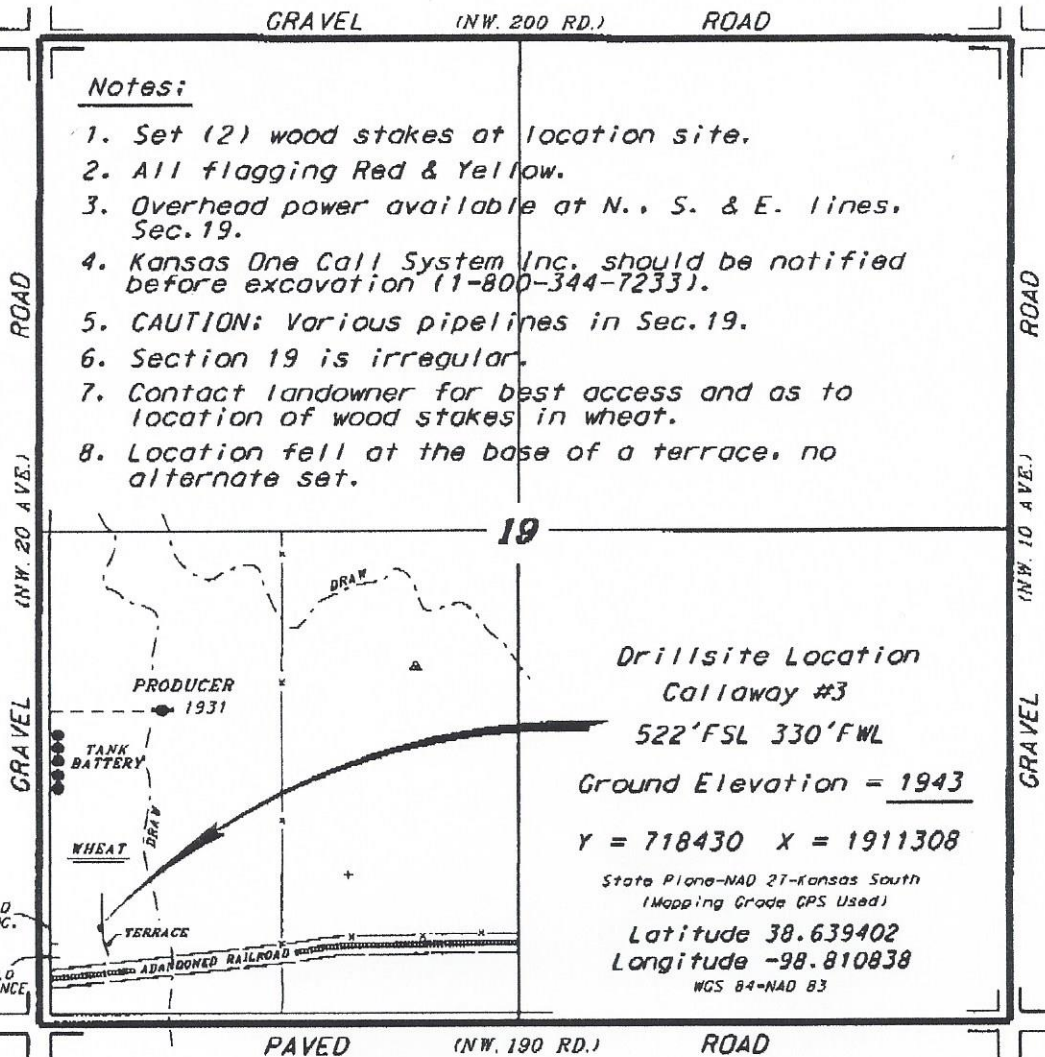 GRAVEL (NW. 200 RD.) ROAD
Notes:
1. Set (2) wood stakes at location site.
2. All flagging Red & Yellow.
3. Overhead power available at N., S. & E. lines,
Sec. 19.
4. Kansas One Call System Inc. should be notified
before excavation (1-800-344-7233).
5. CAUTION: Various pipelines in Sec. 19.
6. Section 19 is irregular.
7. Contact landowner for best access and as to
location of wood stakes in wheat.
8. Location fell at the base of a terrace, no
alternate set.
GRAVEL (NW. 20 AVE.) ROAD
GRAVEL (NW. 10 AVE.) ROAD
19
DRAW
PRODUCER
1931
TANK
BATTERY
DRAW
WHEAT
TERRACE
ABANDONED RAILROAD
Drillsite Location
Callaway #3
522'FSL 330'FWL
Ground Elevation = 1943
Y = 718430 X = 1911308
State Plane-NAD 27-Kansas South
(Mapping Grade GPS Used)
Latitude 38.639402
Longitude -98.810838
WGS 84=NAD 83
PAVED (NW. 190 RD.) ROAD